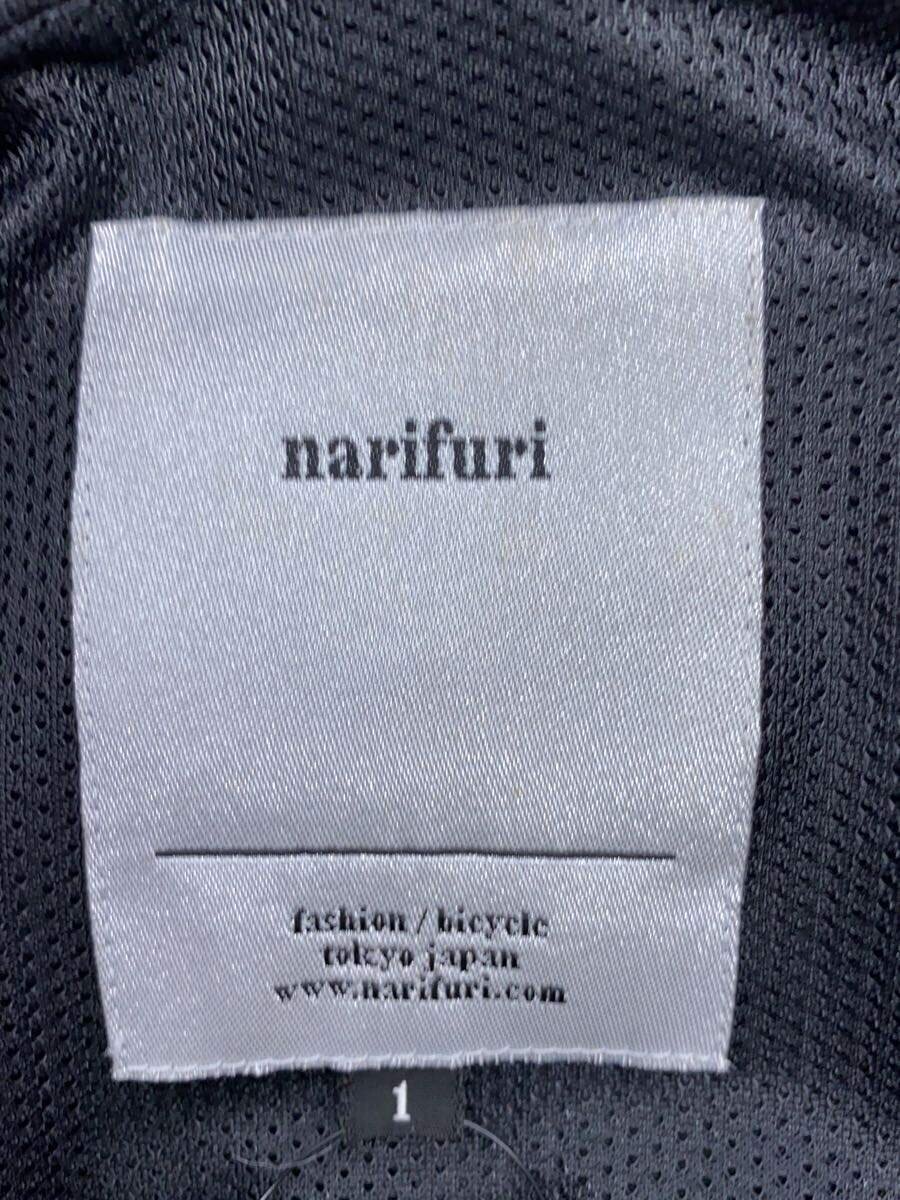 narifuri
fashion / bicycle
tokyo japan
www.narifuri.com
1